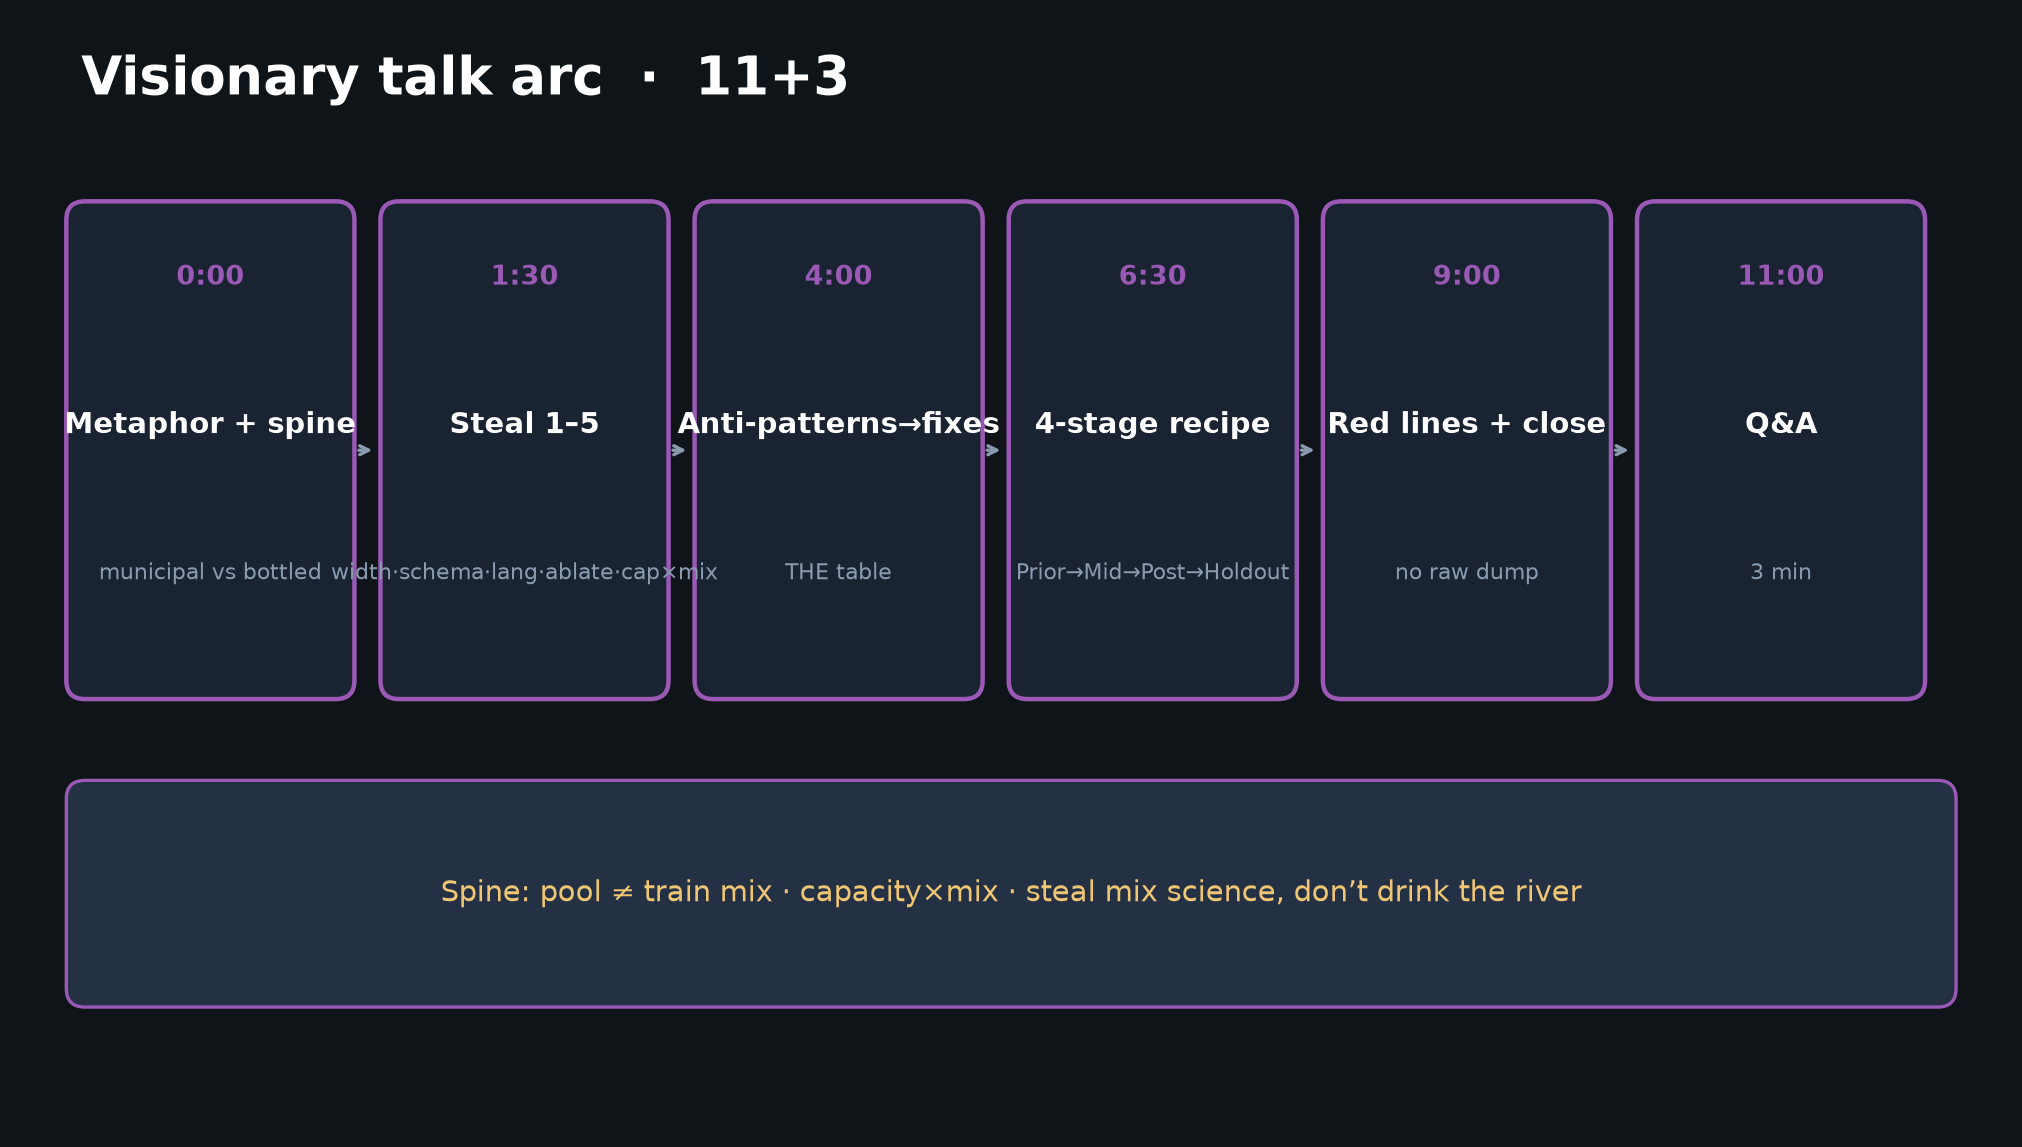 Visionary talk arc · 11+3
0:00
Metaphor + spine
municipal vs bottled
1:30
Steal 1–5
width·schema·lang·ablate·cap×mix
4:00
Anti-patterns→fixes
THE table
6:30
4-stage recipe
Prior→Mid→Post→Holdout
9:00
Red lines + close
no raw dump
11:00
Q&A
3 min
Spine: pool ≠ train mix · capacity×mix · steal mix science, don’t drink the river